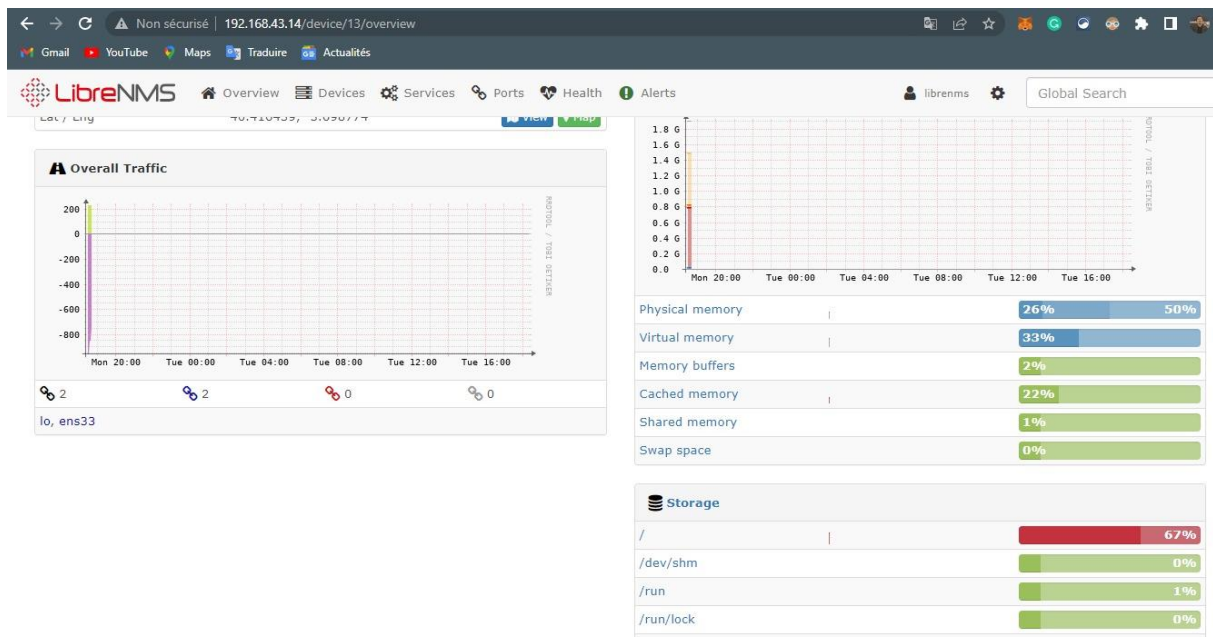 Non sécurisé | 192.168.43.14/device/13/overview
Gmail YouTube Maps Traduire Actualités
LibreNMS Overview Devices Services Ports Health Alerts librenms Global Search
Lat / Lng View Map
Overall Traffic
200
0
-200
-400
-600
-800
Mon 20:00 Tue 00:00 Tue 04:00 Tue 08:00 Tue 12:00 Tue 16:00
RRDTOOL / TOBI OETIKER
2 2 0 0
lo, ens33
1.8 G
1.6 G
1.4 G
1.2 G
1.0 G
0.8 G
0.6 G
0.4 G
0.2 G
0.0
Mon 20:00 Tue 00:00 Tue 04:00 Tue 08:00 Tue 12:00 Tue 16:00
RRDTOOL / TOBI OETIKER
Physical memory 26% 50%
Virtual memory 33%
Memory buffers 2%
Cached memory 22%
Shared memory 1%
Swap space 0%
Storage
/ 67%
/dev/shm 0%
/run 1%
/run/lock 0%